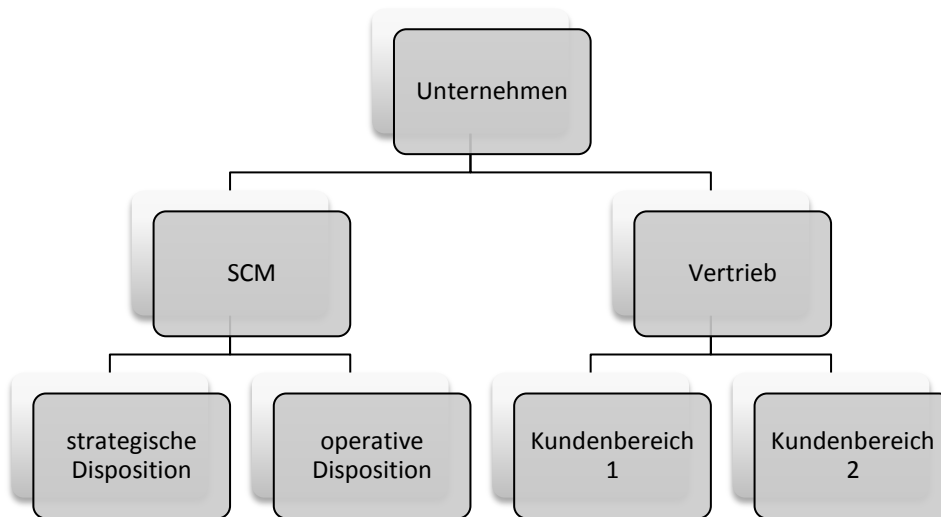 Unternehmen
SCM
Vertrieb
strategische
Disposition
operative
Disposition
Kundenbereich
1
Kundenbereich
2